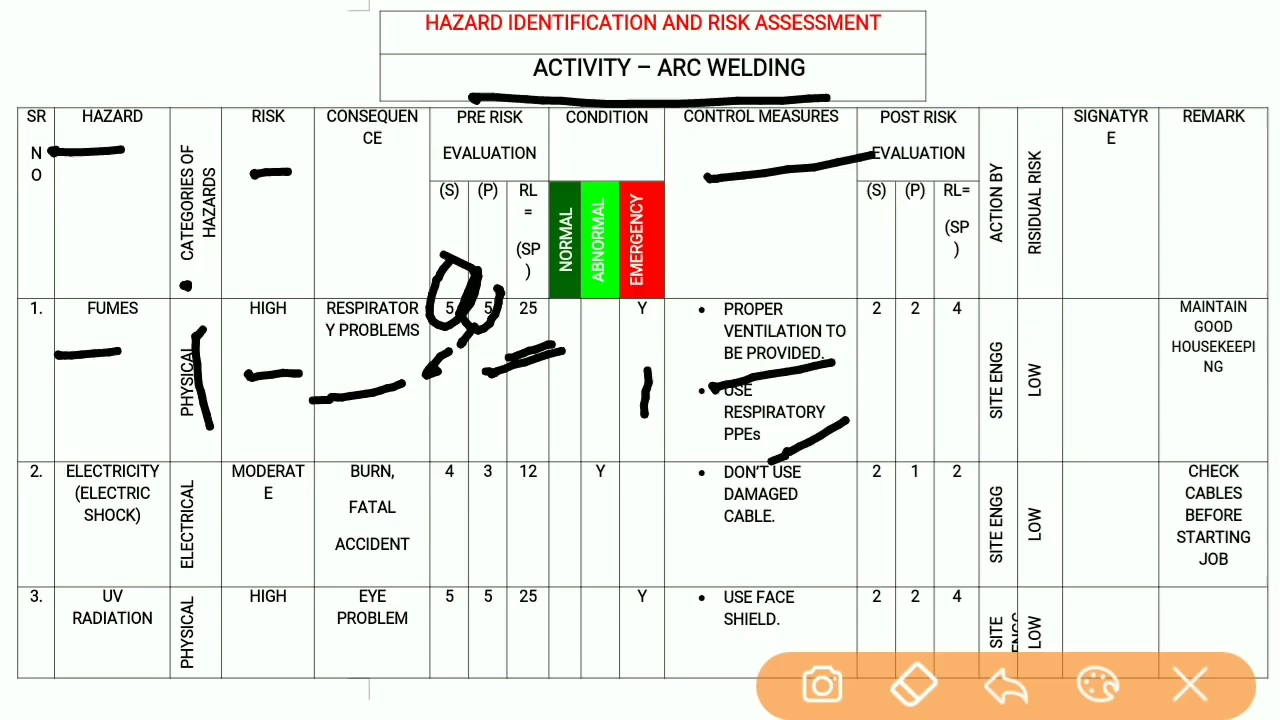 HAZARD IDENTIFICATION AND RISK ASSESSMENT
ACTIVITY – ARC WELDING
SR
N
O
HAZARD
CATEGORIES OF
HAZARDS
RISK
CONSEQUEN
CE
PRE RISK
EVALUATION
(S)
(P)
RL
=
(SP
)
CONDITION
NORMAL
ABNORMAL
EMERGENCY
CONTROL MEASURES
POST RISK
EVALUATION
(S)
(P)
RL=
(SP
)
ACTION BY
RISIDUAL RISK
SIGNATYR
E
REMARK
1.
FUMES
PHYSICAL
HIGH
RESPIRATOR
Y PROBLEMS
5
5
25
Y
• PROPER
VENTILATION TO
BE PROVIDED.
• USE
RESPIRATORY
PPEs
2
2
4
SITE ENGG
LOW
MAINTAIN
GOOD
HOUSEKEEPI
NG
2.
ELECTRICITY
(ELECTRIC
SHOCK)
ELECTRICAL
MODERAT
E
BURN,
FATAL
ACCIDENT
4
3
12
Y
• DON'T USE
DAMAGED
CABLE.
2
1
2
SITE ENGG
LOW
CHECK
CABLES
BEFORE
STARTING
JOB
3.
UV
RADIATION
PHYSICAL
HIGH
EYE
PROBLEM
5
5
25
Y
• USE FACE
SHIELD.
2
2
4
SITE
ENGG
LOW